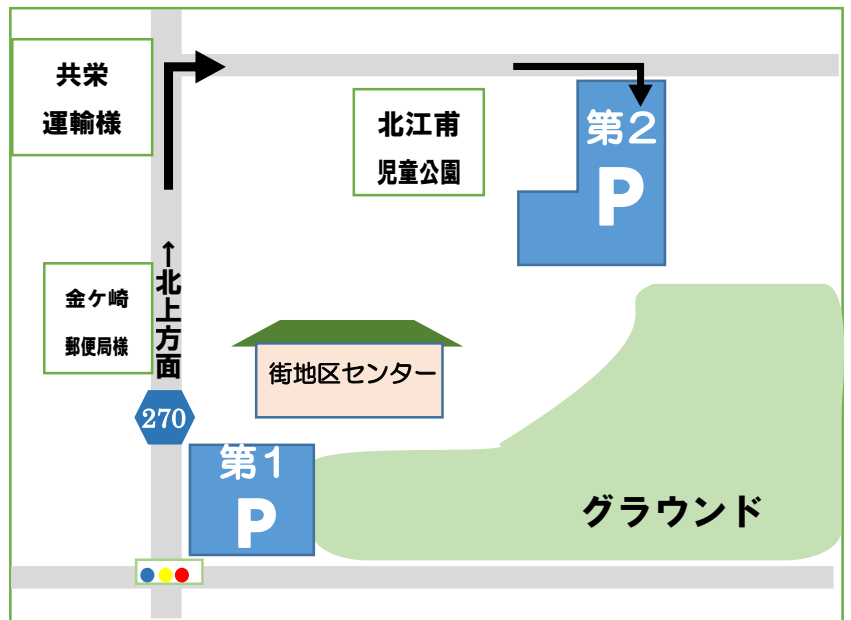 共栄
運輸様
北江甫
児童公園
第２
P
←北上方面
金ケ崎
郵便局様
街地区センター
270
第１
P
グラウンド